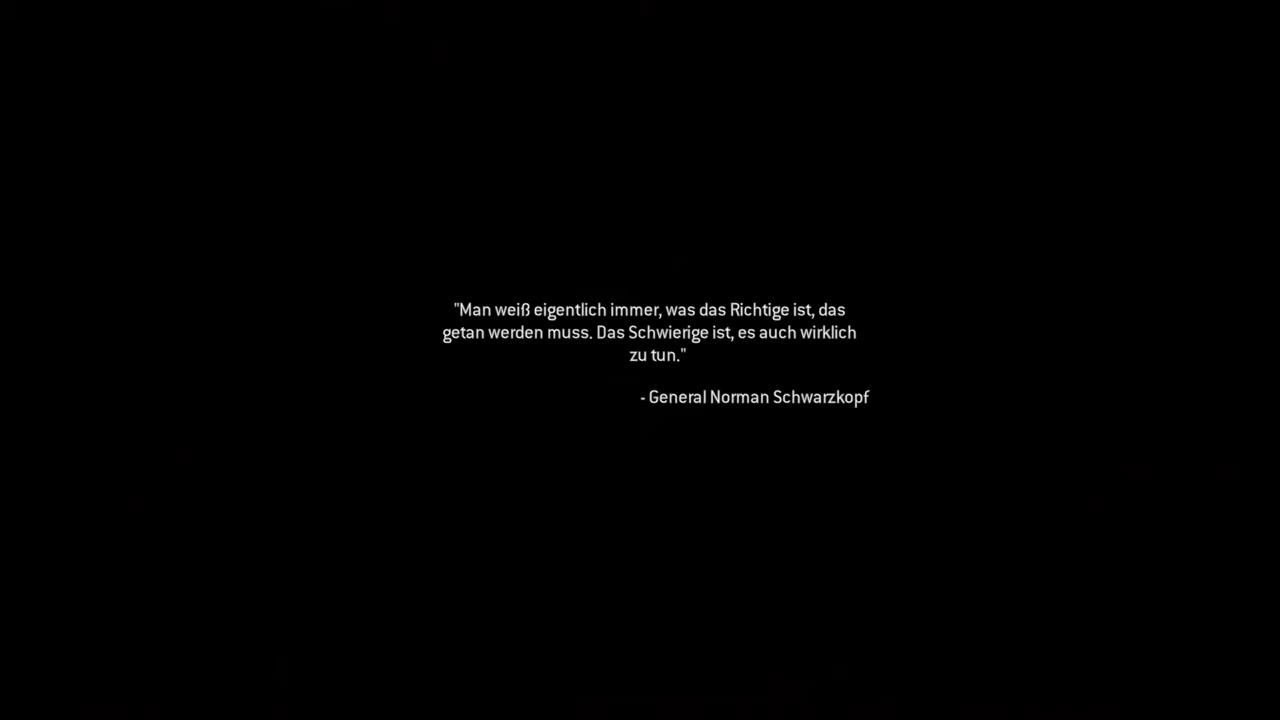 "Man weiß eigentlich immer, was das Richtige ist, das
getan werden muss. Das Schwierige ist, es auch wirklich
zu tun."
- General Norman Schwarzkopf